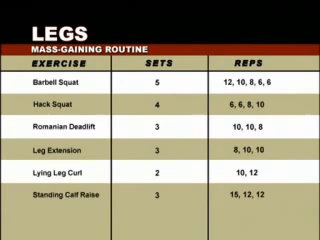 LEGS
MASS-GAINING ROUTINE
EXERCISE SETS REPS
Barbell Squat 5 12, 10, 8, 6, 6
Hack Squat 4 6, 6, 8, 10
Romanian Deadlift 3 10, 10, 8
Leg Extension 3 8, 10, 10
Lying Leg Curl 2 10, 12
Standing Calf Raise 3 15, 12, 12